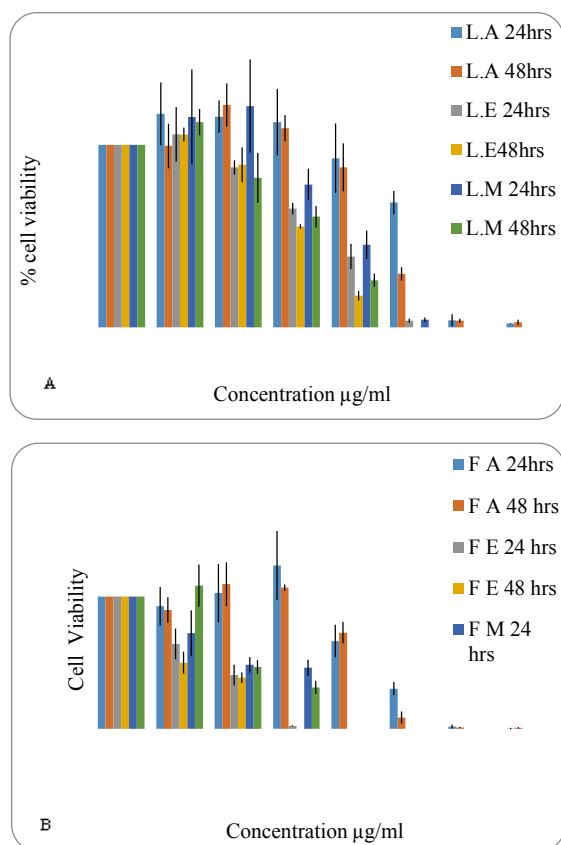 L.A 24hrs
L.A 48hrs
L.E 24hrs
L.E48hrs
L.M 24hrs
L.M 48hrs
% cell viability
A
Concentration µg/ml
F A 24hrs
F A 48 hrs
F E 24 hrs
F E 48 hrs
F M 24
hrs
Cell Viability
B
Concentration µg/ml